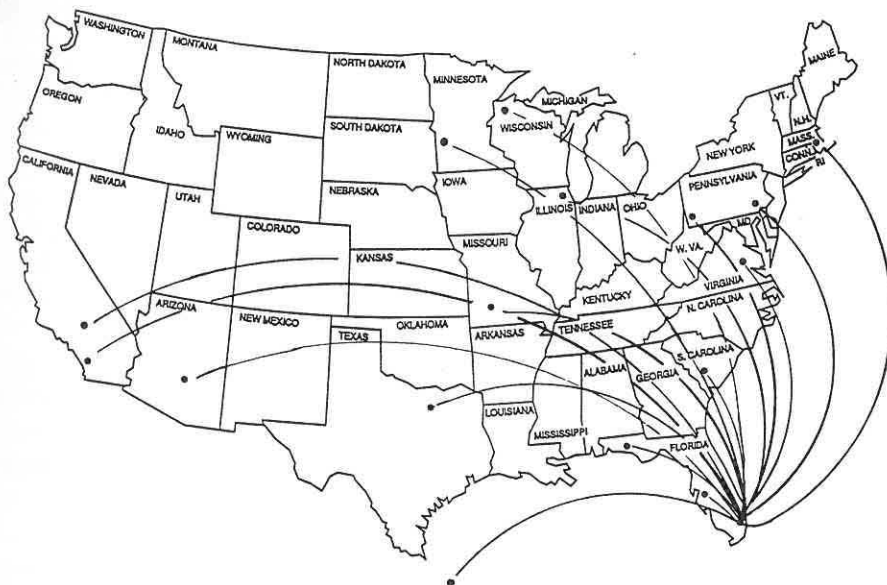 WASHINGTON
MONTANA
NORTH DAKOTA
MINNESOTA
MAINE
OREGON
IDAHO
WYOMING
SOUTH DAKOTA
WISCONSIN
MICHIGAN
VT.
N.H.
NEW YORK
MASS.
CONN.
RI
CALIFORNIA
NEVADA
UTAH
COLORADO
NEBRASKA
IOWA
ILLINOIS
INDIANA
OHIO
PENNSYLVANIA
MD.
KANSAS
MISSOURI
W. VA.
VIRGINIA
KENTUCKY
N. CAROLINA
ARIZONA
NEW MEXICO
TEXAS
OKLAHOMA
ARKANSAS
TENNESSEE
S. CAROLINA
ALABAMA
GEORGIA
LOUISIANA
MISSISSIPPI
FLORIDA